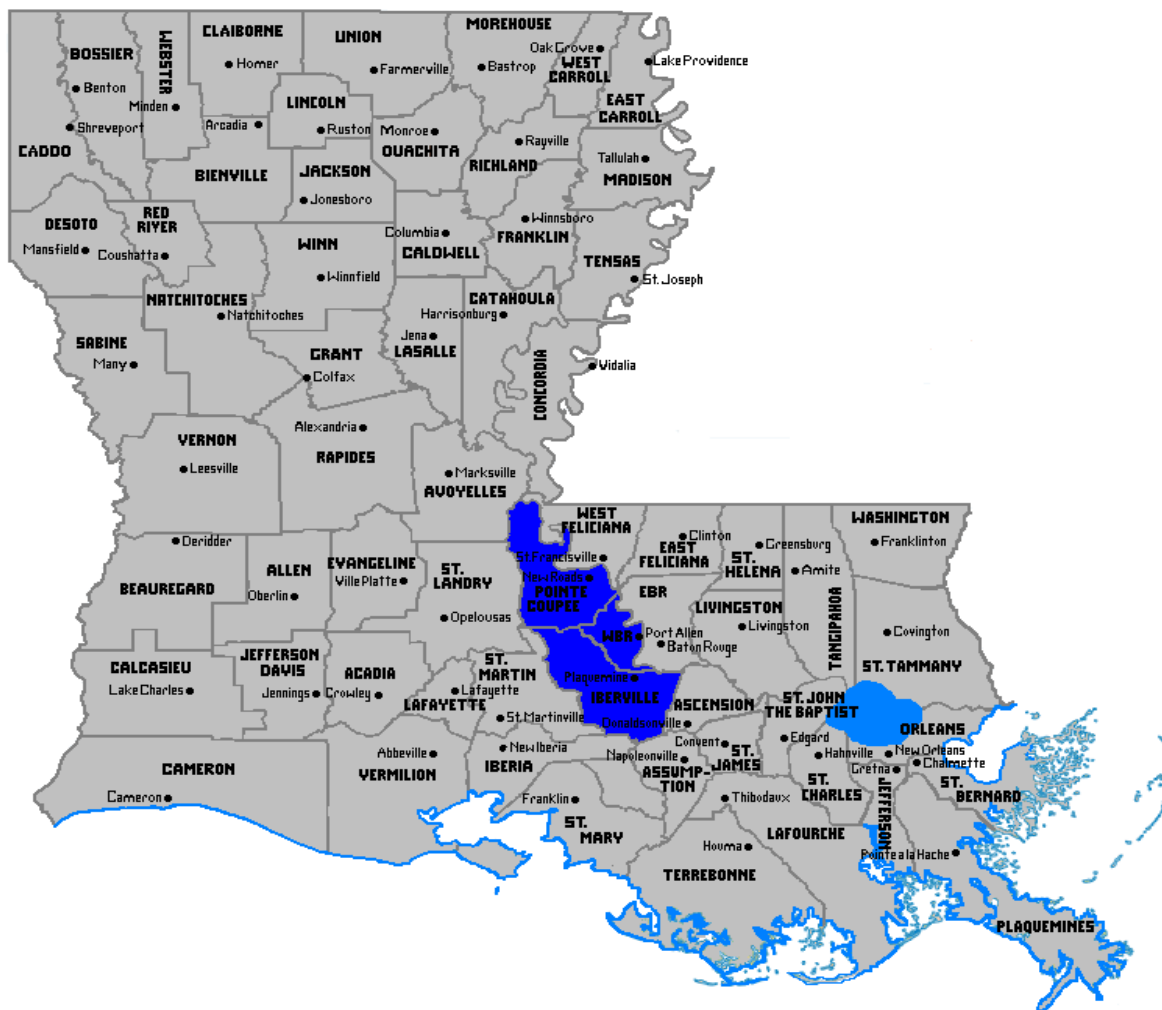 CLAIBORNE
UNION
MOREHOUSE
BOSSIER
WEBSTER
Oak Grove
WEST
CARROLL
Lake Providence
Homer
Farmerville
Bastrop
Benton
Minden
LINCOLN
EAST
CARROLL
Shreveport
Arcadia
Ruston
Monroe
OUACHITA
Rayville
CADDO
RICHLAND
Tallulah
MADISON
BIENVILLE
JACKSON
Jonesboro
RED
RIVER
DESOTO
Winnsboro
FRANKLIN
Mansfield
Coushatta
WINN
Columbia
CALDWELL
TENSAS
Winnfield
St. Joseph
NATCHITOCHES
Natchitoches
CATAHOULA
Harrisonburg
SABINE
Many
GRANT
Colfax
Jena
LASALLE
CONCORDIA
Vidalia
VERNON
Leesville
Alexandria
RAPIDES
Marksville
AVOYELLES
WEST
FELICIANA
WASHINGTON
Franklinton
Deridder
BEAUREGARD
ALLEN
Oberlin
EVANGELINE
Ville Platte
ST.
LANDRY
Opelousas
St Francisville
New Roads
POINTE
COUPEE
Clinton
EAST
FELICIANA
Greensburg
ST.
HELENA
Amite
EBR
LIVINGSTON
Livingston
TANGIPAHOA
Covington
ST. TAMMANY
WBR
Port Allen
Baton Rouge
CALCASIEU
Lake Charles
JEFFERSON
DAVIS
Jennings
ACADIA
Crowley
LAFAYETTE
Lafayette
ST.
MARTIN
St. Martinville
Plaquemine
IBERVILLE
Donaldsonville
ASCENSION
ST. JOHN
THE BAPTIST
ORLEANS
CAMERON
Cameron
Abbeville
VERMILION
New Iberia
IBERIA
Napoleonville
ASSUMP-
TION
Convent
ST.
JAMES
Edgard
Hahnville
ST.
CHARLES
New Orleans
Chalmette
Gretna
JEFFERSON
ST.
BERNARD
Franklin
ST.
MARY
Thibodaux
LAFOURCHE
Houma
TERREBONNE
Pointe a la Hache
PLAQUEMINES